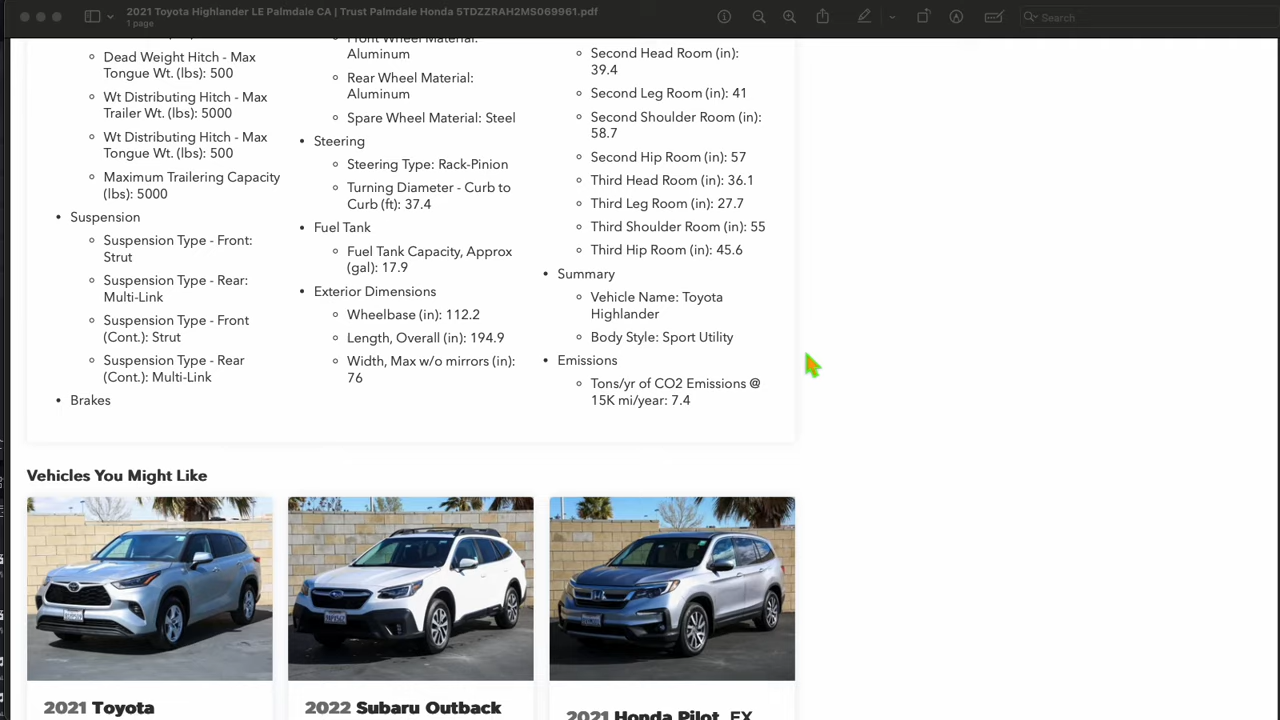 2021 Toyota Highlander LE Palmdale CA | Trust Palmdale Honda 5TDZZRAH2MS069961.pdf
1 page
Search
Dead Weight Hitch - Max
Tongue Wt. (lbs): 500
Wt Distributing Hitch - Max
Trailer Wt. (lbs): 5000
Wt Distributing Hitch - Max
Tongue Wt. (lbs): 500
Maximum Trailering Capacity
(lbs): 5000
Suspension
Suspension Type - Front:
Strut
Suspension Type - Rear:
Multi-Link
Suspension Type - Front
(Cont.): Strut
Suspension Type - Rear
(Cont.): Multi-Link
Brakes
Front Wheel Material:
Aluminum
Rear Wheel Material:
Aluminum
Spare Wheel Material: Steel
Steering
Steering Type: Rack-Pinion
Turning Diameter - Curb to
Curb (ft): 37.4
Fuel Tank
Fuel Tank Capacity, Approx
(gal): 17.9
Exterior Dimensions
Wheelbase (in): 112.2
Length, Overall (in): 194.9
Width, Max w/o mirrors (in):
76
Second Head Room (in):
39.4
Second Leg Room (in): 41
Second Shoulder Room (in):
58.7
Second Hip Room (in): 57
Third Head Room (in): 36.1
Third Leg Room (in): 27.7
Third Shoulder Room (in): 55
Third Hip Room (in): 45.6
Summary
Vehicle Name: Toyota
Highlander
Body Style: Sport Utility
Emissions
Tons/yr of CO2 Emissions @
15K mi/year: 7.4
Vehicles You Might Like
2021 Toyota
2022 Subaru Outback
2021 Honda Pilot EX